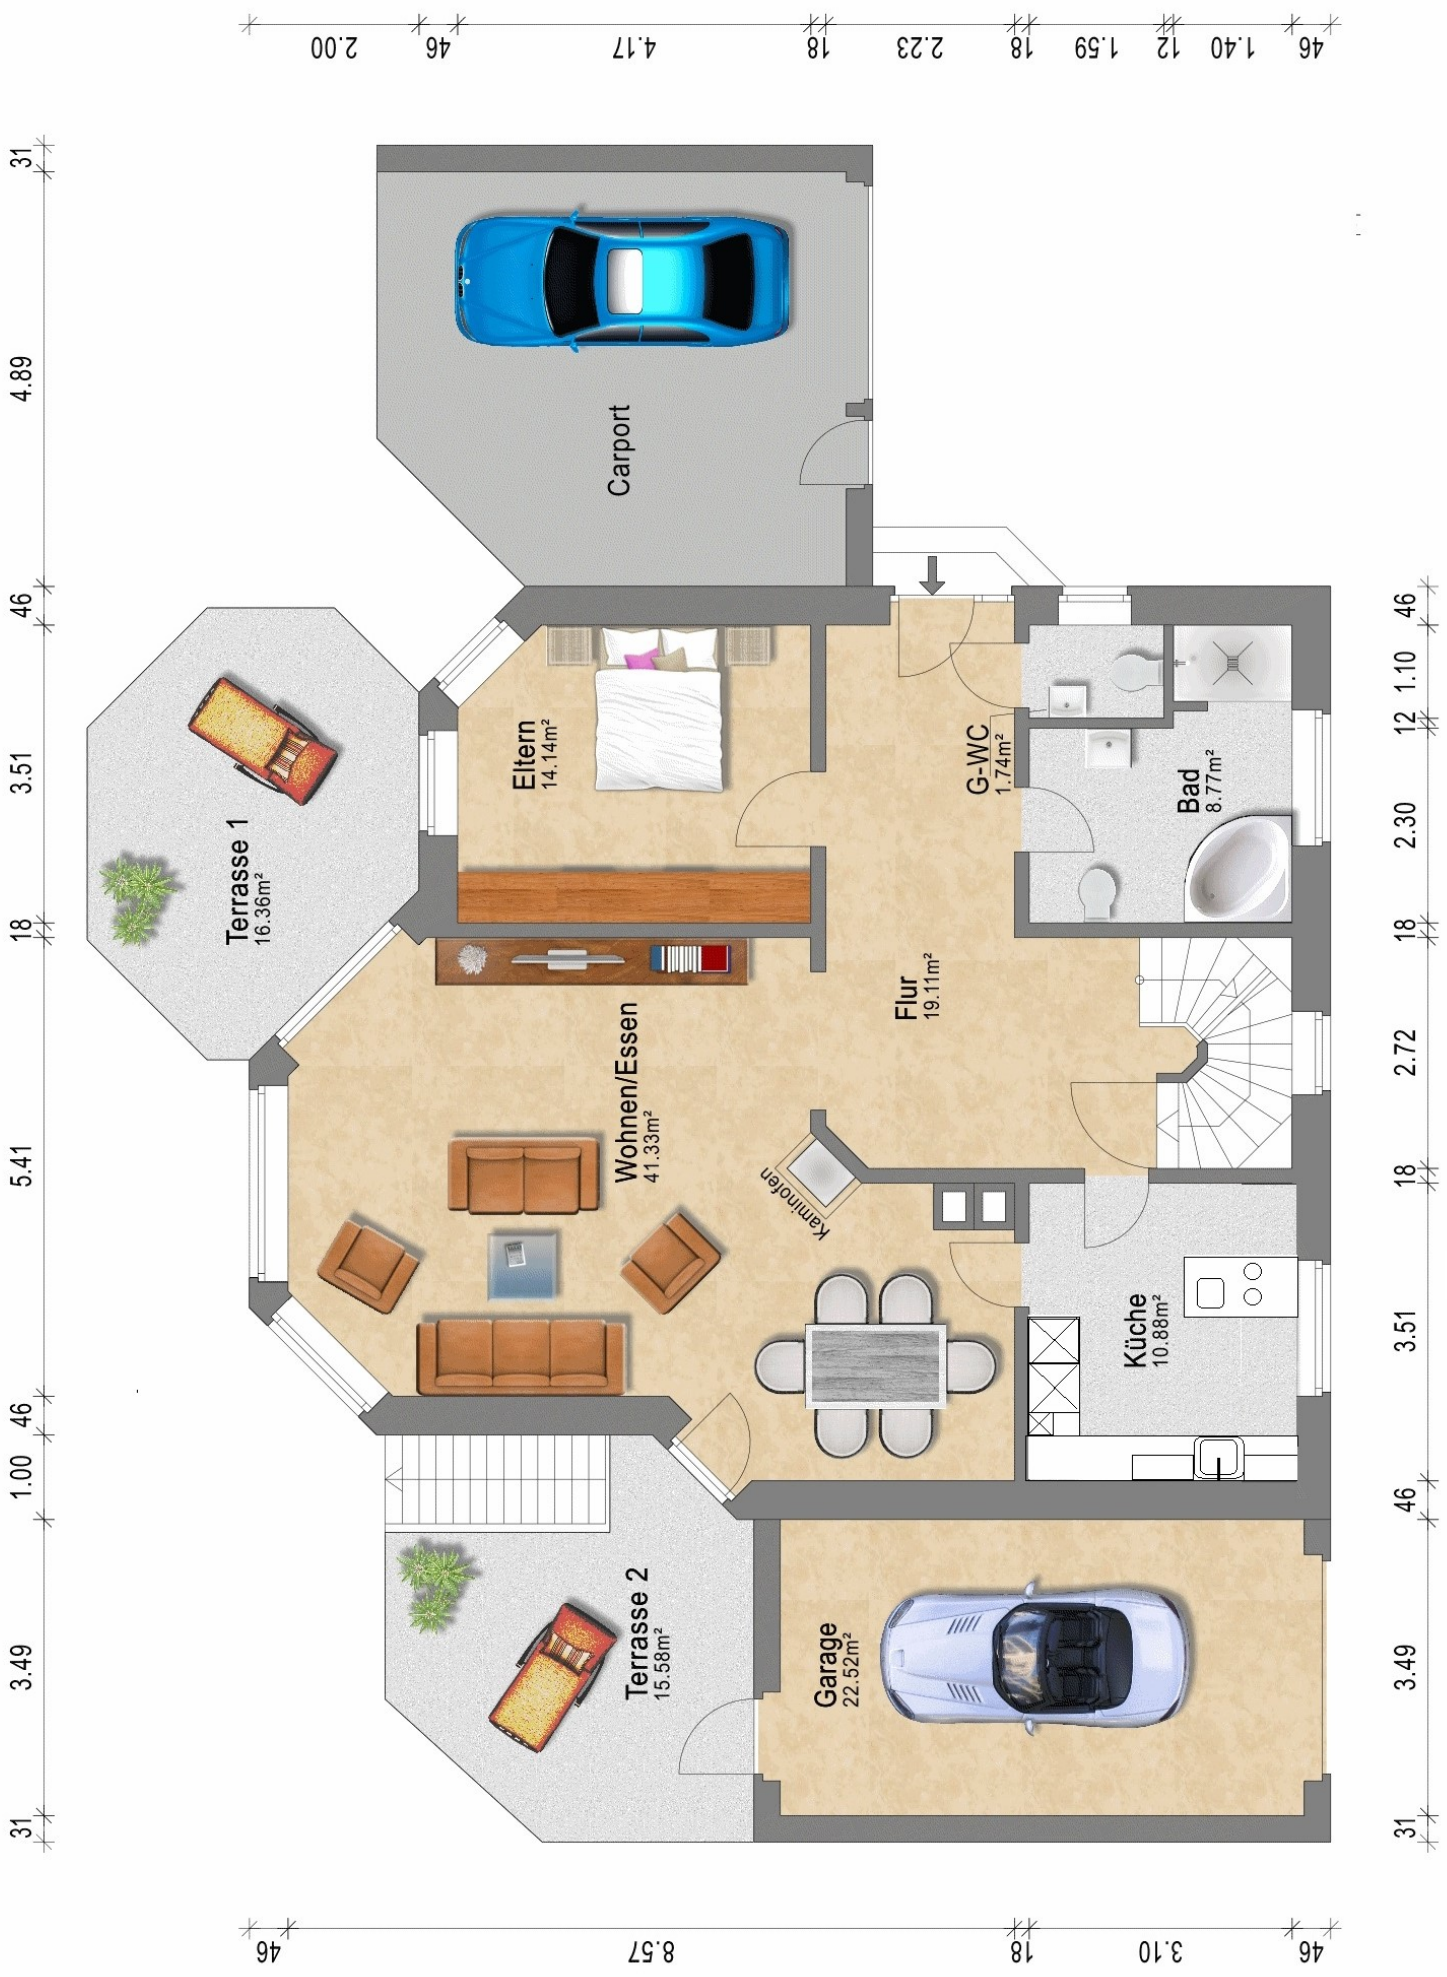 2.00
46
4.17
18
2.23
18
1.59
12
1.40
46
31
4.89
46
3.51
18
5.41
46
1.00
3.49
31
Carport
Terrasse 1
16.36m²
Eltern
14.14m²
G-WC
1.74m²
Bad
8.77m²
Flur
19.11m²
Wohnen/Essen
41.33m²
Kaminofen
Küche
10.88m²
Terrasse 2
15.58m²
Garage
22.52m²
46
1.10
12
2.30
18
2.72
18
3.51
46
3.49
31
46
8.57
18
3.10
46